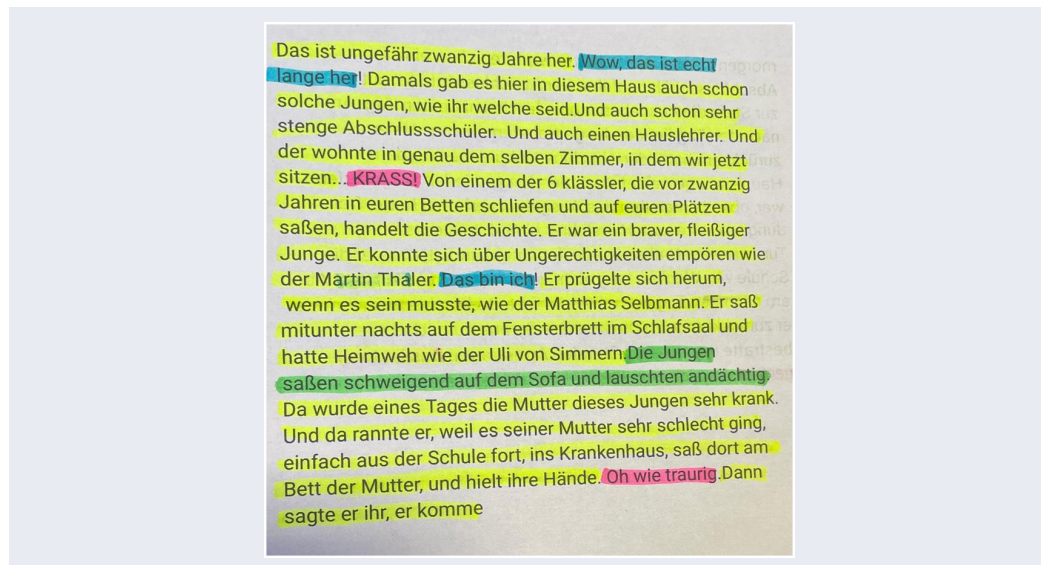 Das ist ungefähr zwanzig Jahre her. Wow, das ist echt
lange her! Damals gab es hier in diesem Haus auch schon
solche Jungen, wie ihr welche seid.Und auch schon sehr
stenge Abschlussschüler. Und auch einen Hauslehrer. Und
der wohnte in genau dem selben Zimmer, in dem wir jetzt
sitzen... KRASS! Von einem der 6 klässler, die vor zwanzig
Jahren in euren Betten schliefen und auf euren Plätzen
saßen, handelt die Geschichte. Er war ein braver, fleißiger
Junge. Er konnte sich über Ungerechtigkeiten empören wie
der Martin Thaler. Das bin ich! Er prügelte sich herum,
wenn es sein musste, wie der Matthias Selbmann. Er saß
mitunter nachts auf dem Fensterbrett im Schlafsaal und
hatte Heimweh wie der Uli von Simmern.Die Jungen
saßen schweigend auf dem Sofa und lauschten andächtig.
Da wurde eines Tages die Mutter dieses Jungen sehr krank.
Und da rannte er, weil es seiner Mutter sehr schlecht ging,
einfach aus der Schule fort, ins Krankenhaus, saß dort am
Bett der Mutter, und hielt ihre Hände. Oh wie traurig.Dann
sagte er ihr, er komme